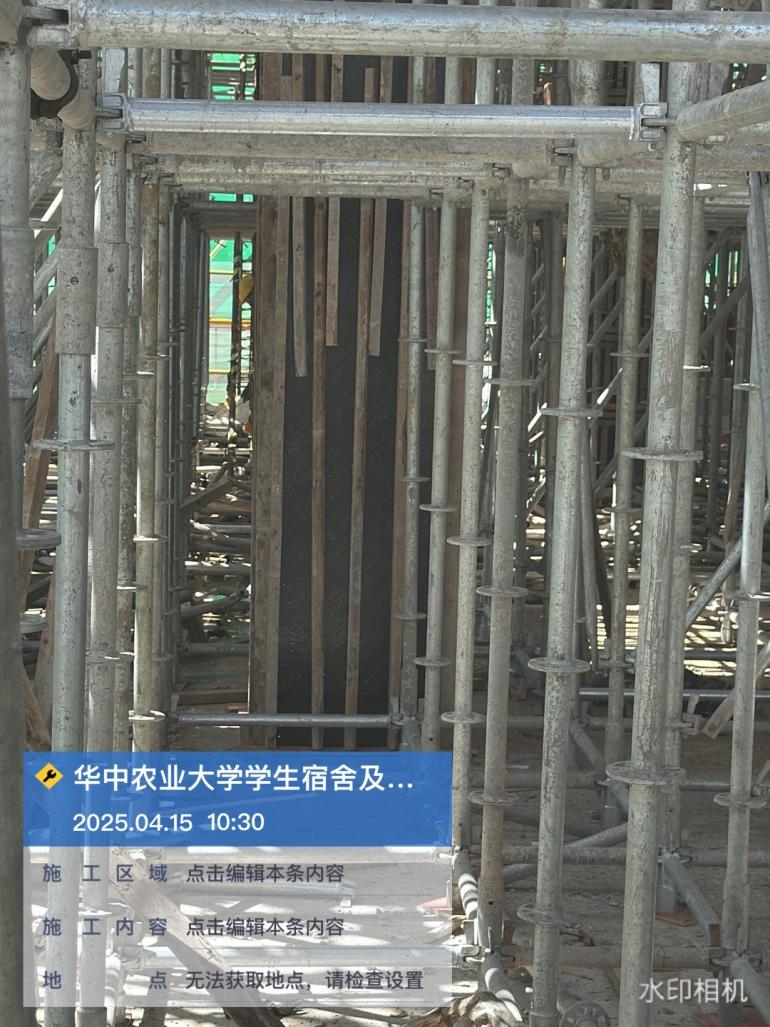 华中农业大学学生宿舍及...
2025.04.15 10:30
施工区域 点击编辑本条内容
施工内容 点击编辑本条内容
地点 无法获取地点，请检查设置
水印相机